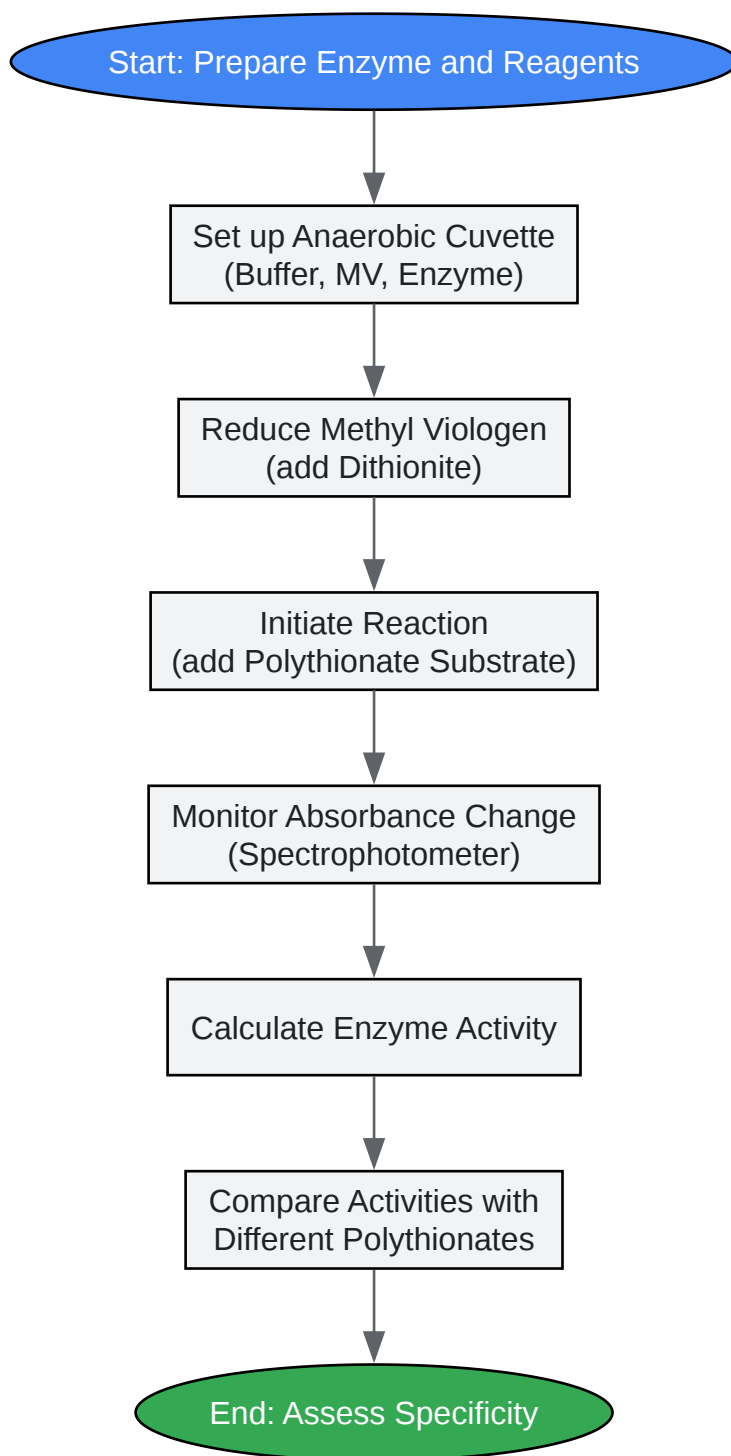 Start: Prepare Enzyme and Reagents
Set up Anaerobic Cuvette
(Buffer, MV, Enzyme)
Reduce Methyl Viologen
(add Dithionite)
Initiate Reaction
(add Polythionate Substrate)
Monitor Absorbance Change
(Spectrophotometer)
Calculate Enzyme Activity
Compare Activities with
Different Polythionates
End: Assess Specificity